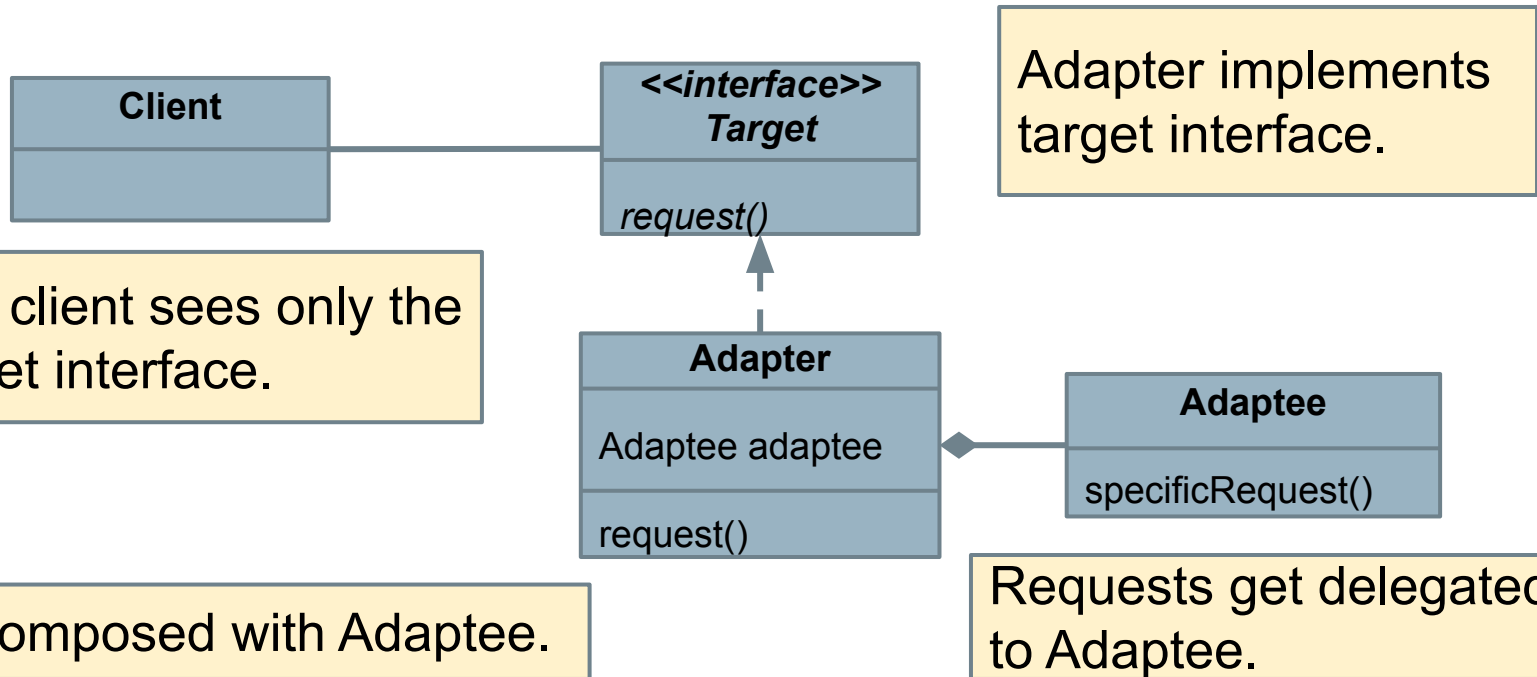 Client
<<interface>>
Target
request()
Adapter implements
target interface.
client sees only the
et interface.
Adapter
Adaptee adaptee
request()
Adaptee
specificRequest()
omposed with Adaptee.
Requests get delegated
to Adaptee.